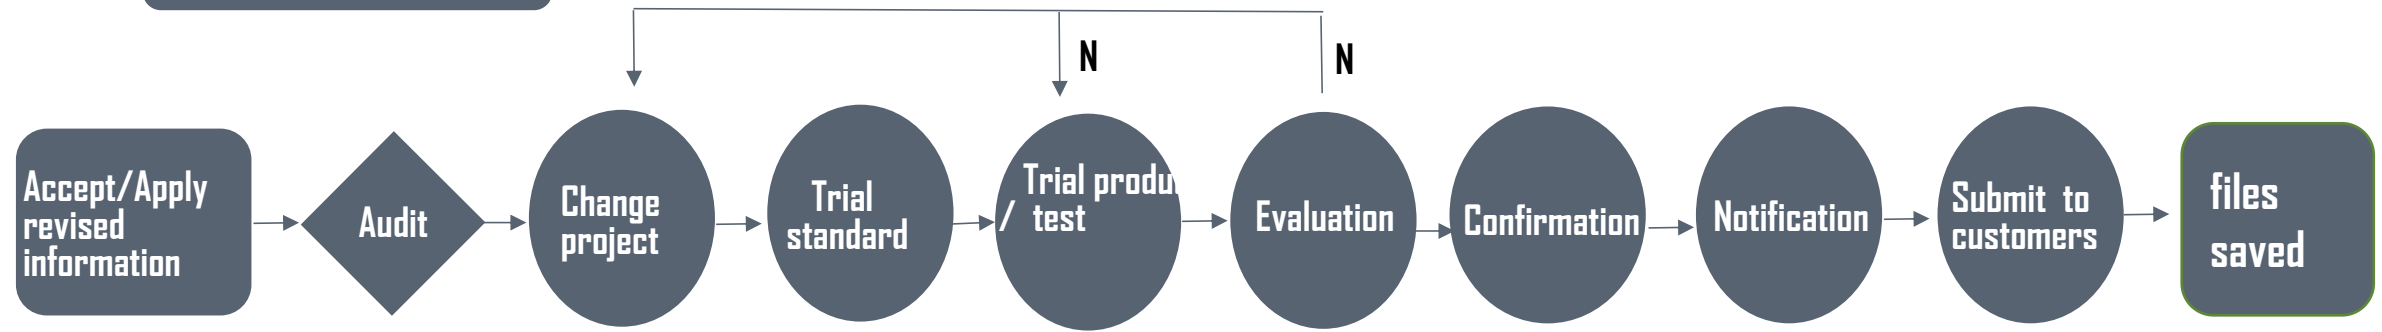 N
N
Accept/Apply
revised
information
Audit
Change
project
Trial
standard
Trial produ
/ test
Evaluation
Confirmation
Notification
Submit to
customers
files
saved